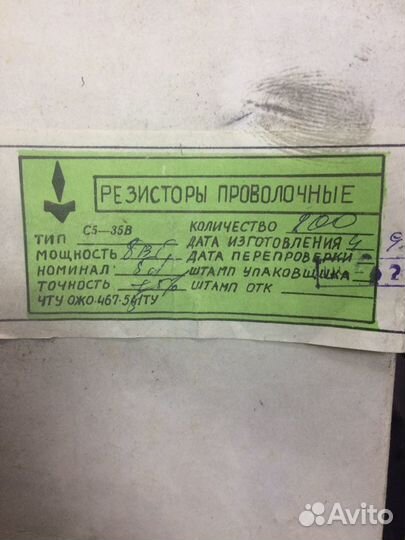 РЕЗИСТОРЫ ПРОВОЛОЧНЫЕ
ТИП С5-35В
МОЩНОСТЬ
НОМИНАЛ
ТОЧНОСТЬ
ЧТУ ОЖО.467.541ТУ
КОЛИЧЕСТВО 200
ДАТА ИЗГОТОВЛЕНИЯ
ДАТА ПЕРЕПРОВЕРКИ
ШТАМП УПАКОВЩИКА
ШТАМП ОТК
Avito